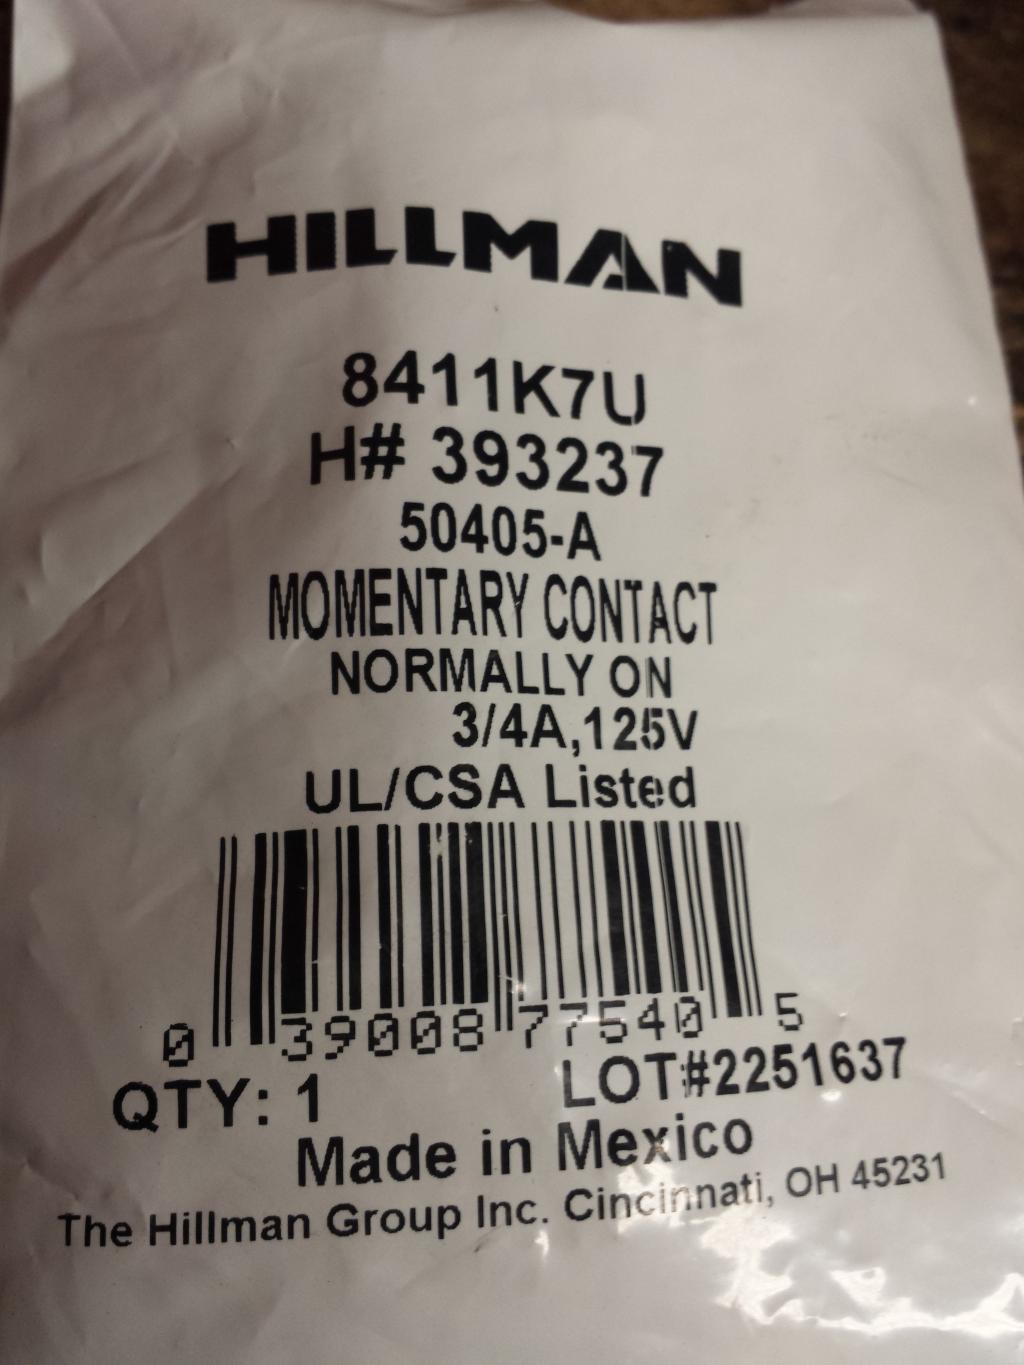 HILLMAN
8411K7U
H# 393237
50405-A
MOMENTARY CONTACT
NORMALLY ON
3/4A,125V
UL/CSA Listed
0 39008 77540 5
QTY: 1 LOT#2251637
Made in Mexico
The Hillman Group Inc. Cincinnati, OH 45231